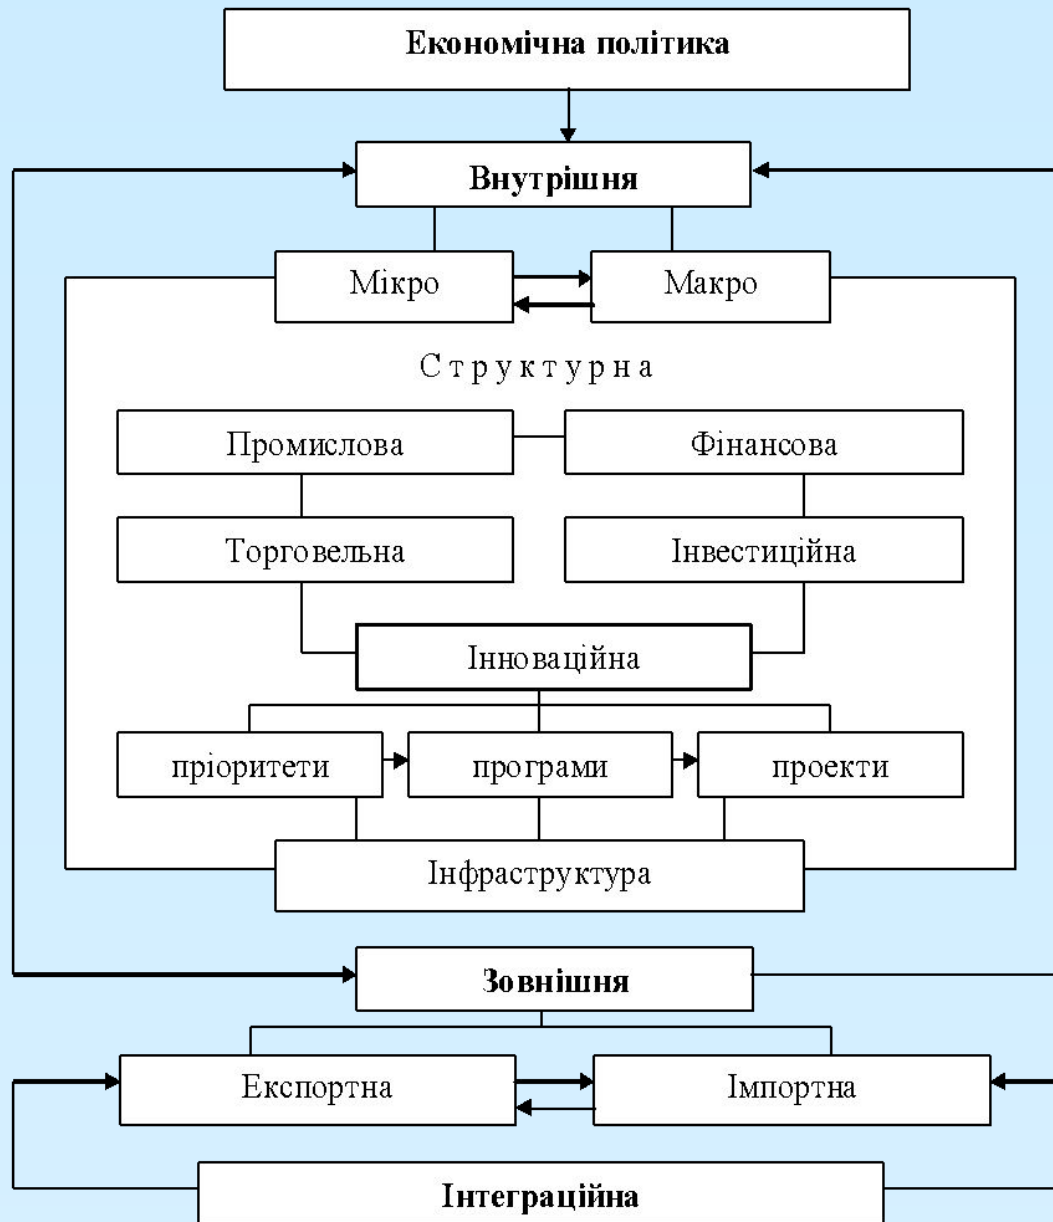 Економічна політика
Внутрішня
Мікро
Макро
Структурна
Промислова
Фінансова
Торговельна
Інвестиційна
Інноваційна
пріоритети
програми
проекти
Інфраструктура
Зовнішня
Експортна
Імпортна
Інтеграційна